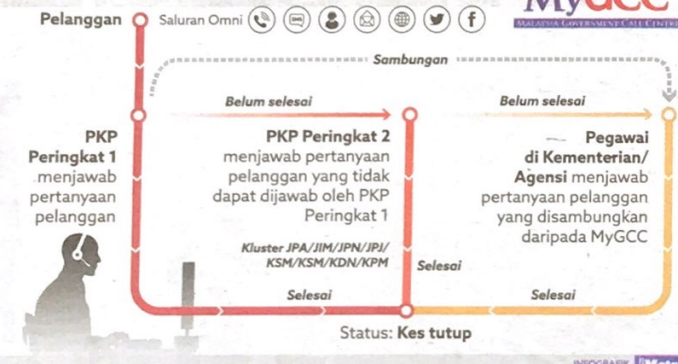 MyGCC
MALAYSIA GOVERNMENT CALL CENTRE
Pelanggan
Saluran Omni
Sambungan
Belum selesai
Belum selesai
PKP
Peringkat 1
menjawab
pertanyaan
pelanggan
PKP Peringkat 2
menjawab pertanyaan
pelanggan yang tidak
dapat dijawab oleh PKP
Peringkat 1
Kluster JPA/JIM/JPN/JPJ/
KSM/KSM/KDN/KPM
Pegawai
di Kementerian/
Agensi menjawab
pertanyaan pelanggan
yang disambungkan
daripada MyGCC
Selesai
Selesai
Selesai
Status: Kes tutup